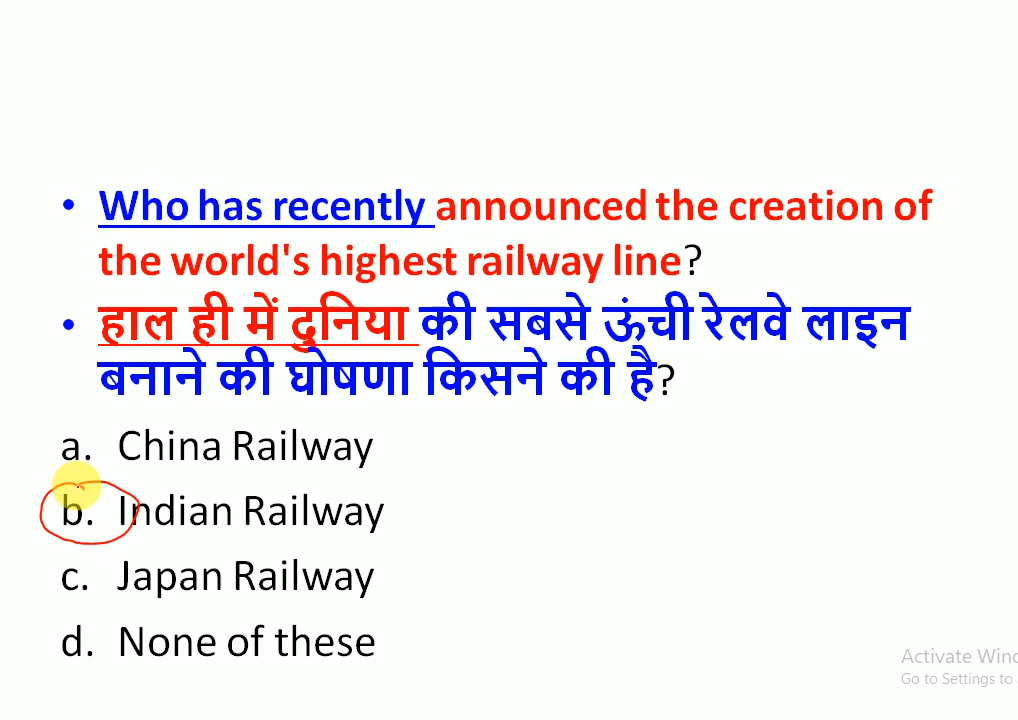 • Who has recently announced the creation of
the world's highest railway line?
• हाल ही में दुनिया की सबसे ऊंची रेलवे लाइन
बनाने की घोषणा किसने की है?
a. China Railway
b. Indian Railway
c. Japan Railway
d. None of these
Activate
Go to Settings to